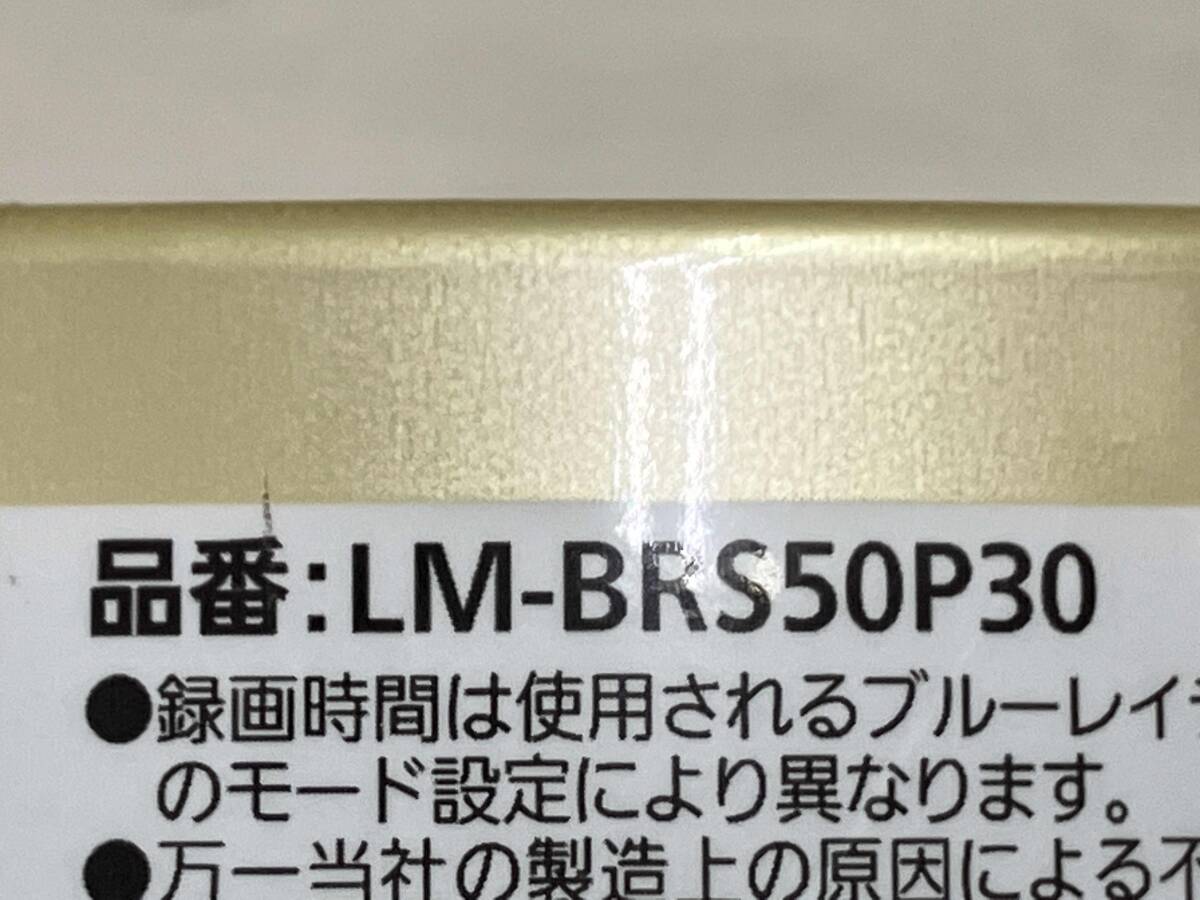 品番:LM-BRS50P30
●録画時間は使用されるブルーレイデ
のモード設定により異なります。
●万一当社の製造上の原因による不